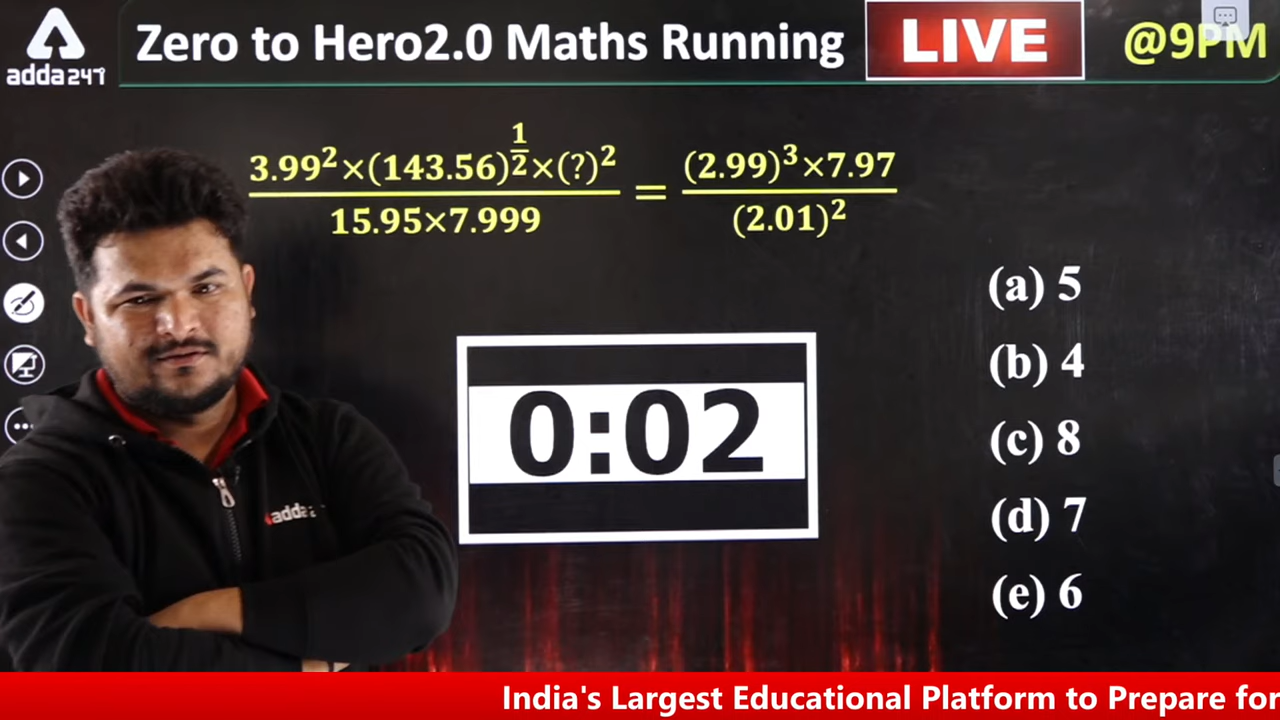 adda247
Zero to Hero2.0 Maths Running
LIVE
@9PM
3.99²×(143.56)^(1/2)×(?)² / 15.95×7.999 = (2.99)³×7.97 / (2.01)²
(a) 5
(b) 4
(c) 8
(d) 7
(e) 6
0:02
India's Largest Educational Platform to Prepare for